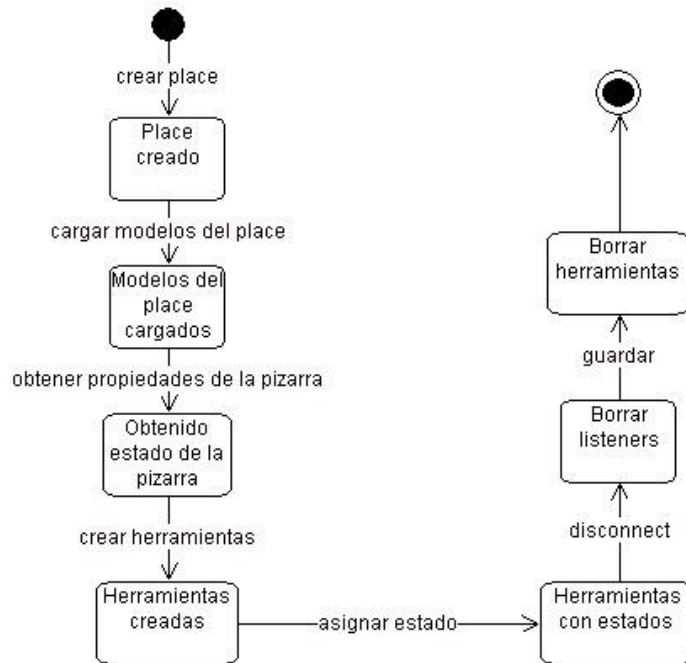 crear place
Place
creado
cargar modelos del place
Modelos del
place
cargados
obtener propiedades de la pizarra
Obtenido
estado de la
pizarra
crear herramientas
Herramientas
creadas
asignar estado
Herramientas
con estados
disconnect
Borrar
listeners
guardar
Borrar
herramientas